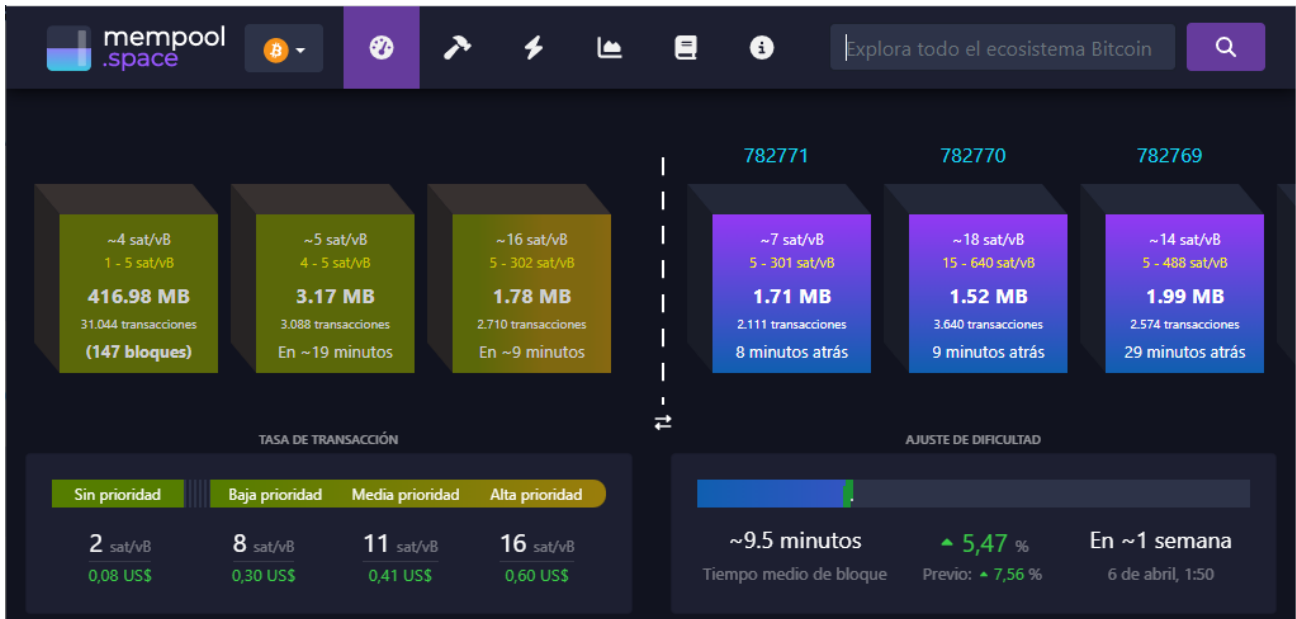 mempool
.space
Explora todo el ecosistema Bitcoin
782771
782770
782769
~4 sat/vB
1 - 5 sat/vB
416.98 MB
31.044 transacciones
(147 bloques)
~5 sat/vB
4 - 5 sat/vB
3.17 MB
3.088 transacciones
En ~19 minutos
~16 sat/vB
5 - 302 sat/vB
1.78 MB
2.710 transacciones
En ~9 minutos
~7 sat/vB
5 - 301 sat/vB
1.71 MB
2.111 transacciones
8 minutos atrás
~18 sat/vB
15 - 640 sat/vB
1.52 MB
3.640 transacciones
9 minutos atrás
~14 sat/vB
5 - 488 sat/vB
1.99 MB
2.574 transacciones
29 minutos atrás
TASA DE TRANSACCIÓN
Sin prioridad
Baja prioridad
Media prioridad
Alta prioridad
2 sat/vB
8 sat/vB
11 sat/vB
16 sat/vB
0,08 US$
0,30 US$
0,41 US$
0,60 US$
AJUSTE DE DIFICULTAD
~9.5 minutos
5,47 %
En ~1 semana
Tiempo medio de bloque
Previo: 7,56 %
6 de abril, 1:50